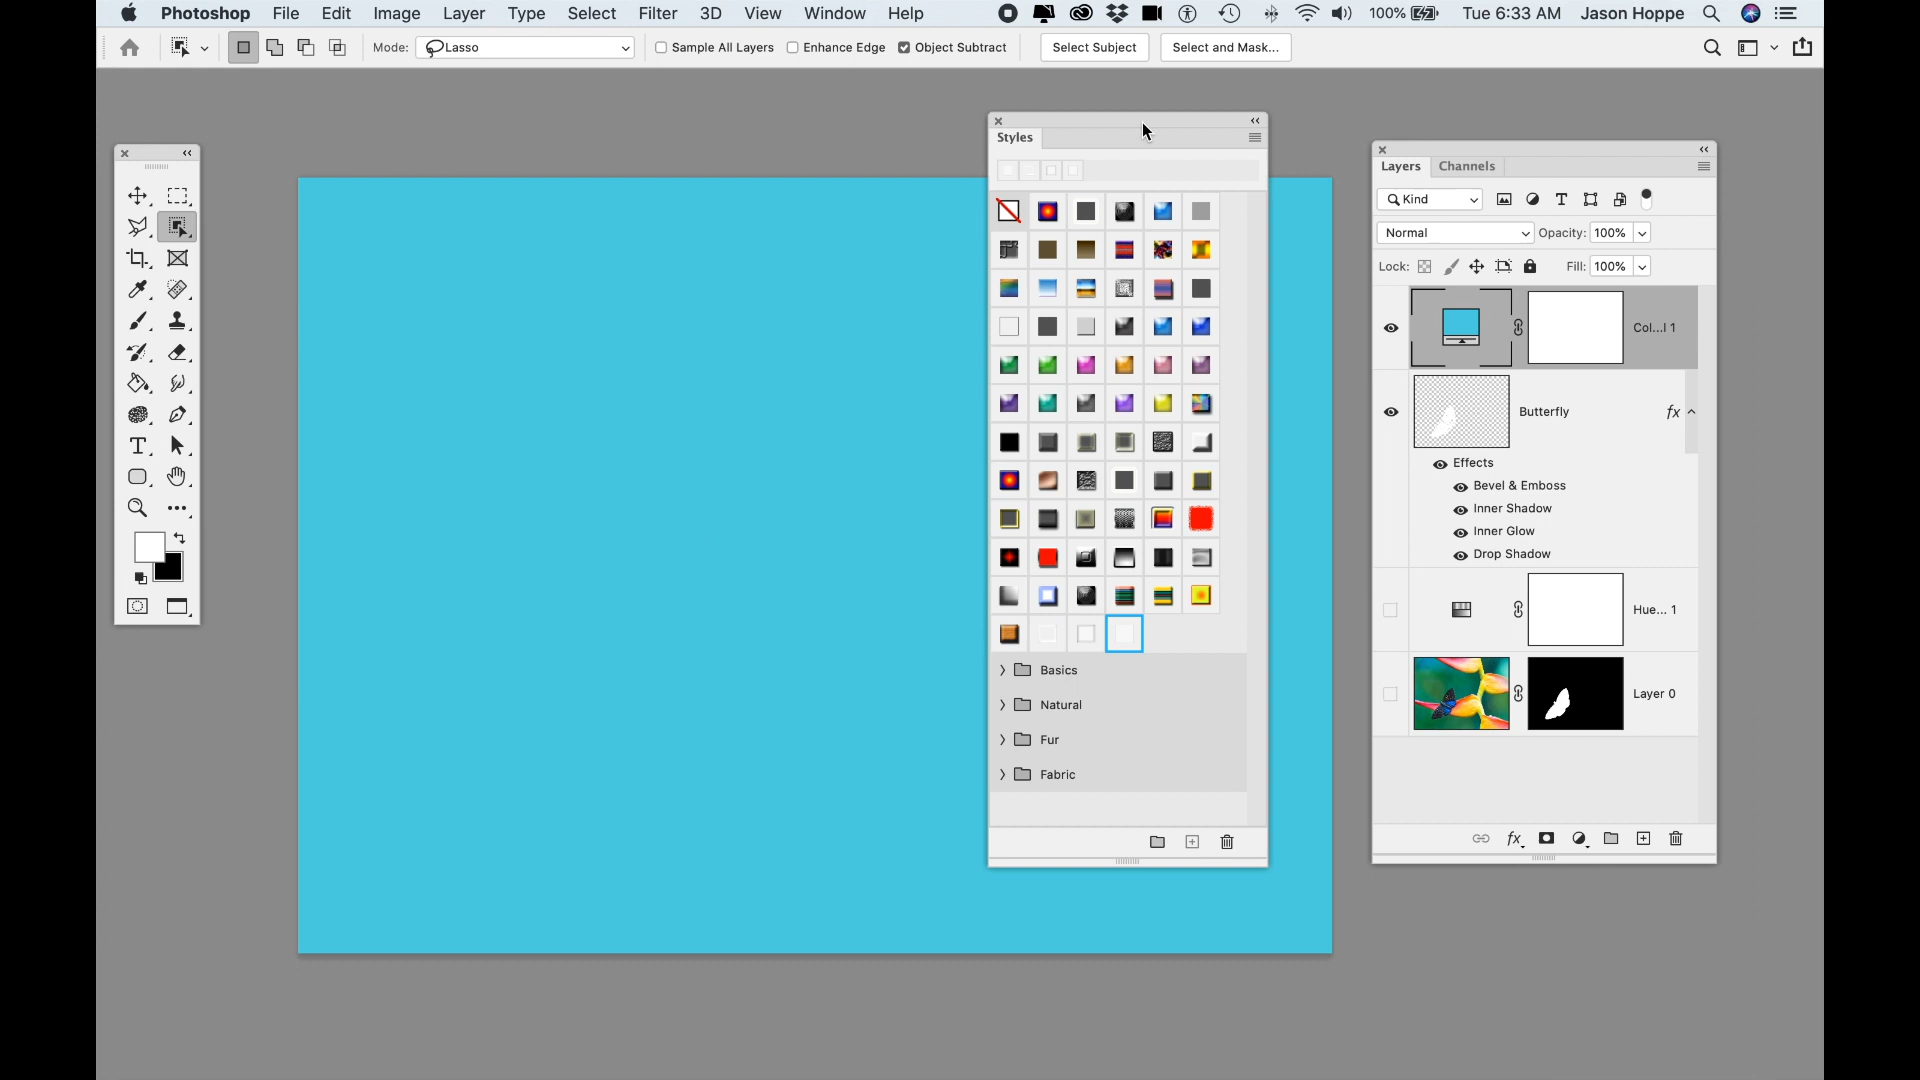 Photoshop File Edit Image Layer Type Select Filter 3D View Window Help 100% Tue 6:33 AM Jason Hoppe
Mode: Lasso Sample All Layers Enhance Edge Object Subtract Select Subject Select and Mask...
Styles
Basics
Natural
Fur
Fabric
Layers Channels
Kind
Normal Opacity: 100%
Lock: Fill: 100%
Col...l 1
Butterfly fx
Effects
Bevel & Emboss
Inner Shadow
Inner Glow
Drop Shadow
Hue... 1
Layer 0
fx